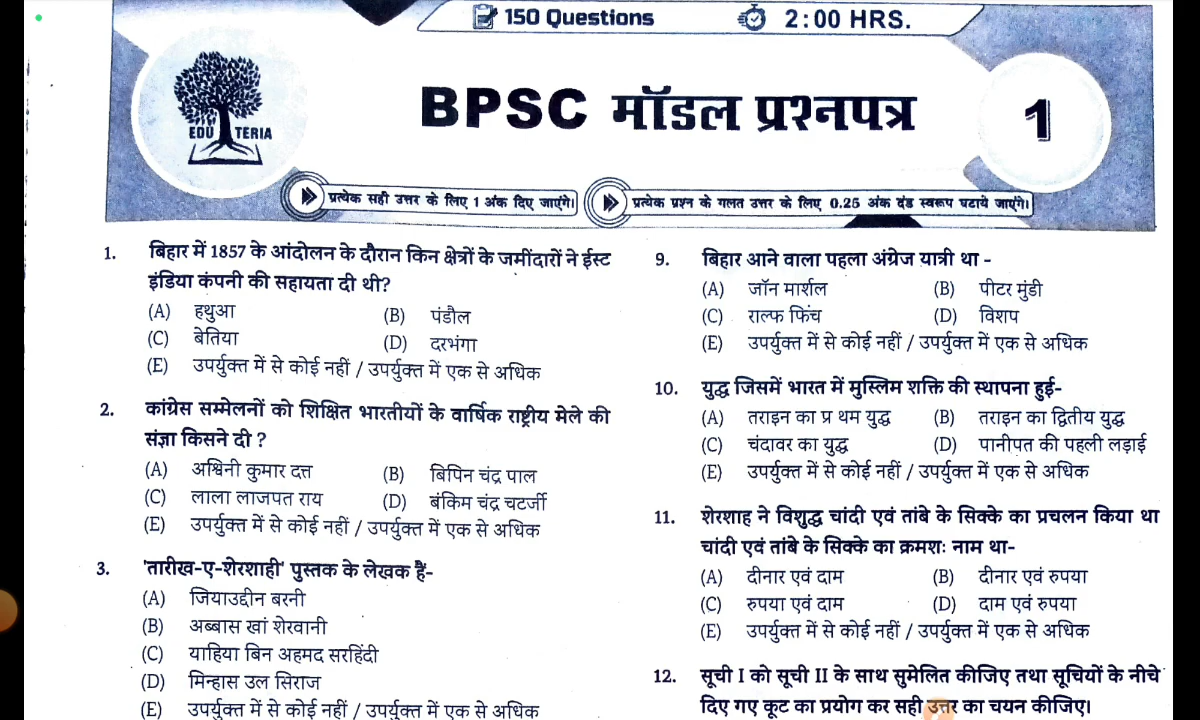 150 Questions
2:00 HRS.
EDU TERIA
BPSC मॉडल प्रश्नपत्र
1
प्रत्येक सही उत्तर के लिए 1 अंक दिए जाएंगे।
प्रत्येक प्रश्न के गलत उत्तर के लिए 0.25 अंक दंड स्वरूप घटाये जाएंगे।
1. बिहार में 1857 के आंदोलन के दौरान किन क्षेत्रों के जमींदारों ने ईस्ट
इंडिया कंपनी की सहायता दी थी?
(A) हथुआ (B) पंडौल
(C) बेतिया (D) दरभंगा
(E) उपर्युक्त में से कोई नहीं / उपर्युक्त में एक से अधिक
2. कांग्रेस सम्मेलनों को शिक्षित भारतीयों के वार्षिक राष्ट्रीय मेले की
संज्ञा किसने दी ?
(A) अश्विनी कुमार दत्त (B) बिपिन चंद्र पाल
(C) लाला लाजपत राय (D) बंकिम चंद्र चटर्जी
(E) उपर्युक्त में से कोई नहीं / उपर्युक्त में एक से अधिक
3. 'तारीख-ए-शेरशाही' पुस्तक के लेखक हैं-
(A) जियाउद्दीन बरनी
(B) अब्बास खां शेरवानी
(C) याहिया बिन अहमद सरहिंदी
(D) मिन्हास उल सिराज
(E) उपर्युक्त में से कोई नहीं / उपर्युक्त में एक से अधिक
9. बिहार आने वाला पहला अंग्रेज यात्री था -
(A) जॉन मार्शल (B) पीटर मुंडी
(C) राल्फ फिंच (D) विशप
(E) उपर्युक्त में से कोई नहीं / उपर्युक्त में एक से अधिक
10. युद्ध जिसमें भारत में मुस्लिम शक्ति की स्थापना हुई-
(A) तराइन का प्र थम युद्ध (B) तराइन का द्वितीय युद्ध
(C) चंदावर का युद्ध (D) पानीपत की पहली लड़ाई
(E) उपर्युक्त में से कोई नहीं / उपर्युक्त में एक से अधिक
11. शेरशाह ने विशुद्ध चांदी एवं तांबे के सिक्के का प्रचलन किया था
चांदी एवं तांबे के सिक्के का क्रमशः नाम था-
(A) दीनार एवं दाम (B) दीनार एवं रुपया
(C) रुपया एवं दाम (D) दाम एवं रुपया
(E) उपर्युक्त में से कोई नहीं / उपर्युक्त में एक से अधिक
12. सूची I को सूची II के साथ सुमेलित कीजिए तथा सूचियों के नीचे
दिए गए कूट का प्रयोग कर सही उत्तर का चयन कीजिए।